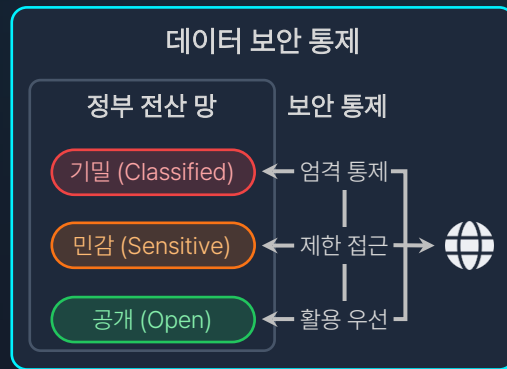 데이터 보안 통제
정부 전산 망
보안 통제
기밀 (Classified)
엄격 통제
민감 (Sensitive)
제한 접근
공개 (Open)
활용 우선